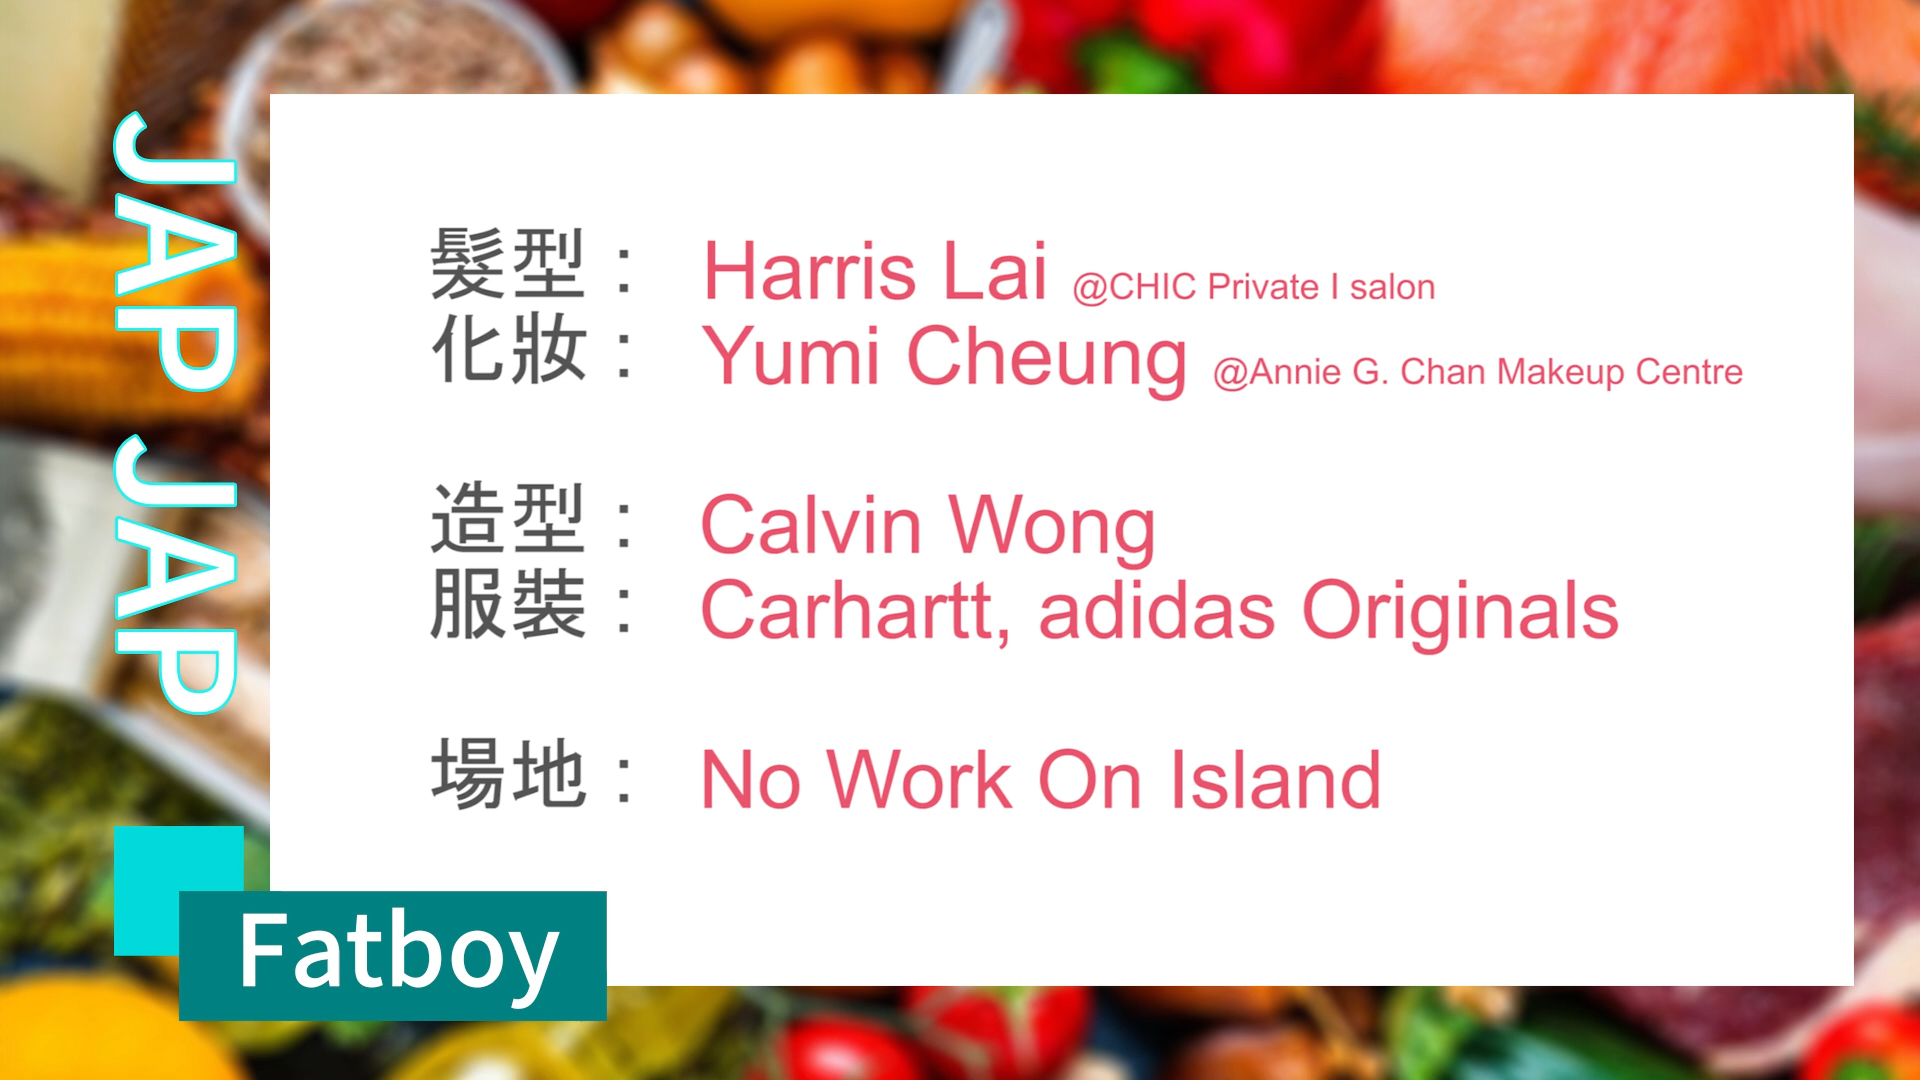 JAP JAP
髮型： Harris Lai @CHIC Private I salon
化妝： Yumi Cheung @Annie G. Chan Makeup Centre
造型： Calvin Wong
服裝： Carhartt, adidas Originals
場地： No Work On Island
Fatboy